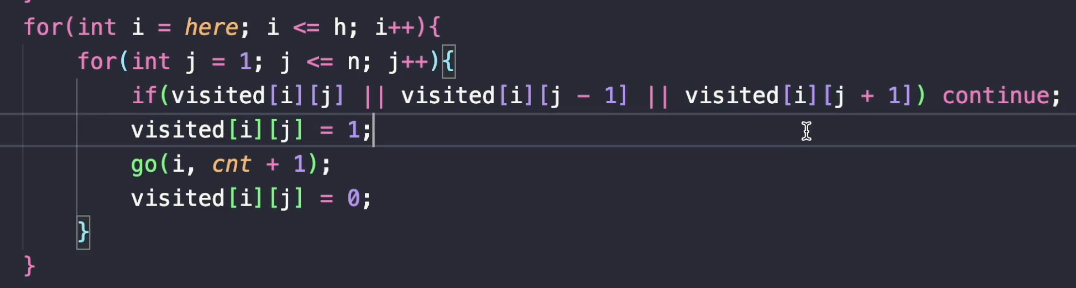 for(int i = here; i <= h; i++){
for(int j = 1; j <= n; j++){
if(visited[i][j] || visited[i][j - 1] || visited[i][j + 1]) continue;
visited[i][j] = 1;
go(i, cnt + 1);
visited[i][j] = 0;
}
}